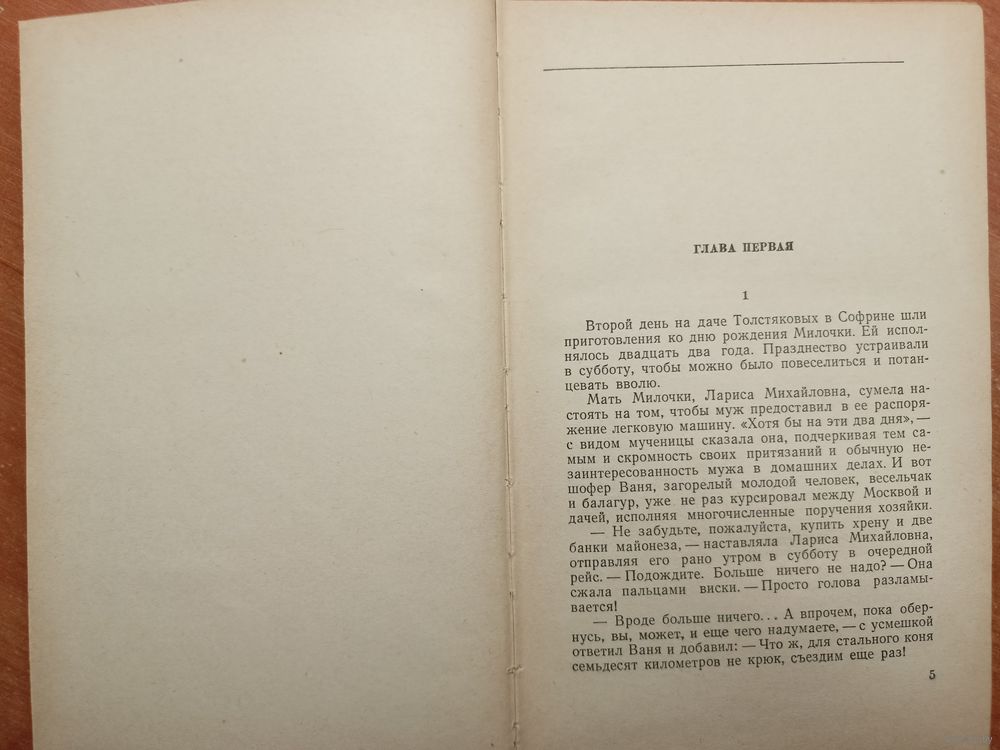 ГЛАВА ПЕРВАЯ
1
Второй день на даче Толстяковых в Софрине шли
приготовления ко дню рождения Милочки. Ей испол-
нялось двадцать два года. Празднество устраивали
в субботу, чтобы можно было повеселиться и потан-
цевать вволю.
Мать Милочки, Лариса Михайловна, сумела на-
стоять на том, чтобы муж предоставил в ее распоря-
жение легковую машину. «Хотя бы на эти два дня», —
с видом мученицы сказала она, подчеркивая тем са-
мым и скромность своих притязаний и обычную не-
заинтересованность мужа в домашних делах. И вот
шофер Ваня, загорелый молодой человек, весельчак
и балагур, уже не раз курсировал между Москвой и
дачей, исполняя многочисленные поручения хозяйки.
— Не забудьте, пожалуйста, купить хрену и две
банки майонеза, — наставляла Лариса Михайловна,
отправляя его рано утром в субботу в очередной
рейс. — Подождите. Больше ничего не надо? — Она
сжала пальцами виски. — Просто голова разламы-
вается!
— Вроде больше ничего... А впрочем, пока обер-
нусь, вы, может, и еще чего надумаете, — с усмешкой
ответил Ваня и добавил: — Что ж, для стального коня
семьдесят километров не крюк, съездим еще раз!
5